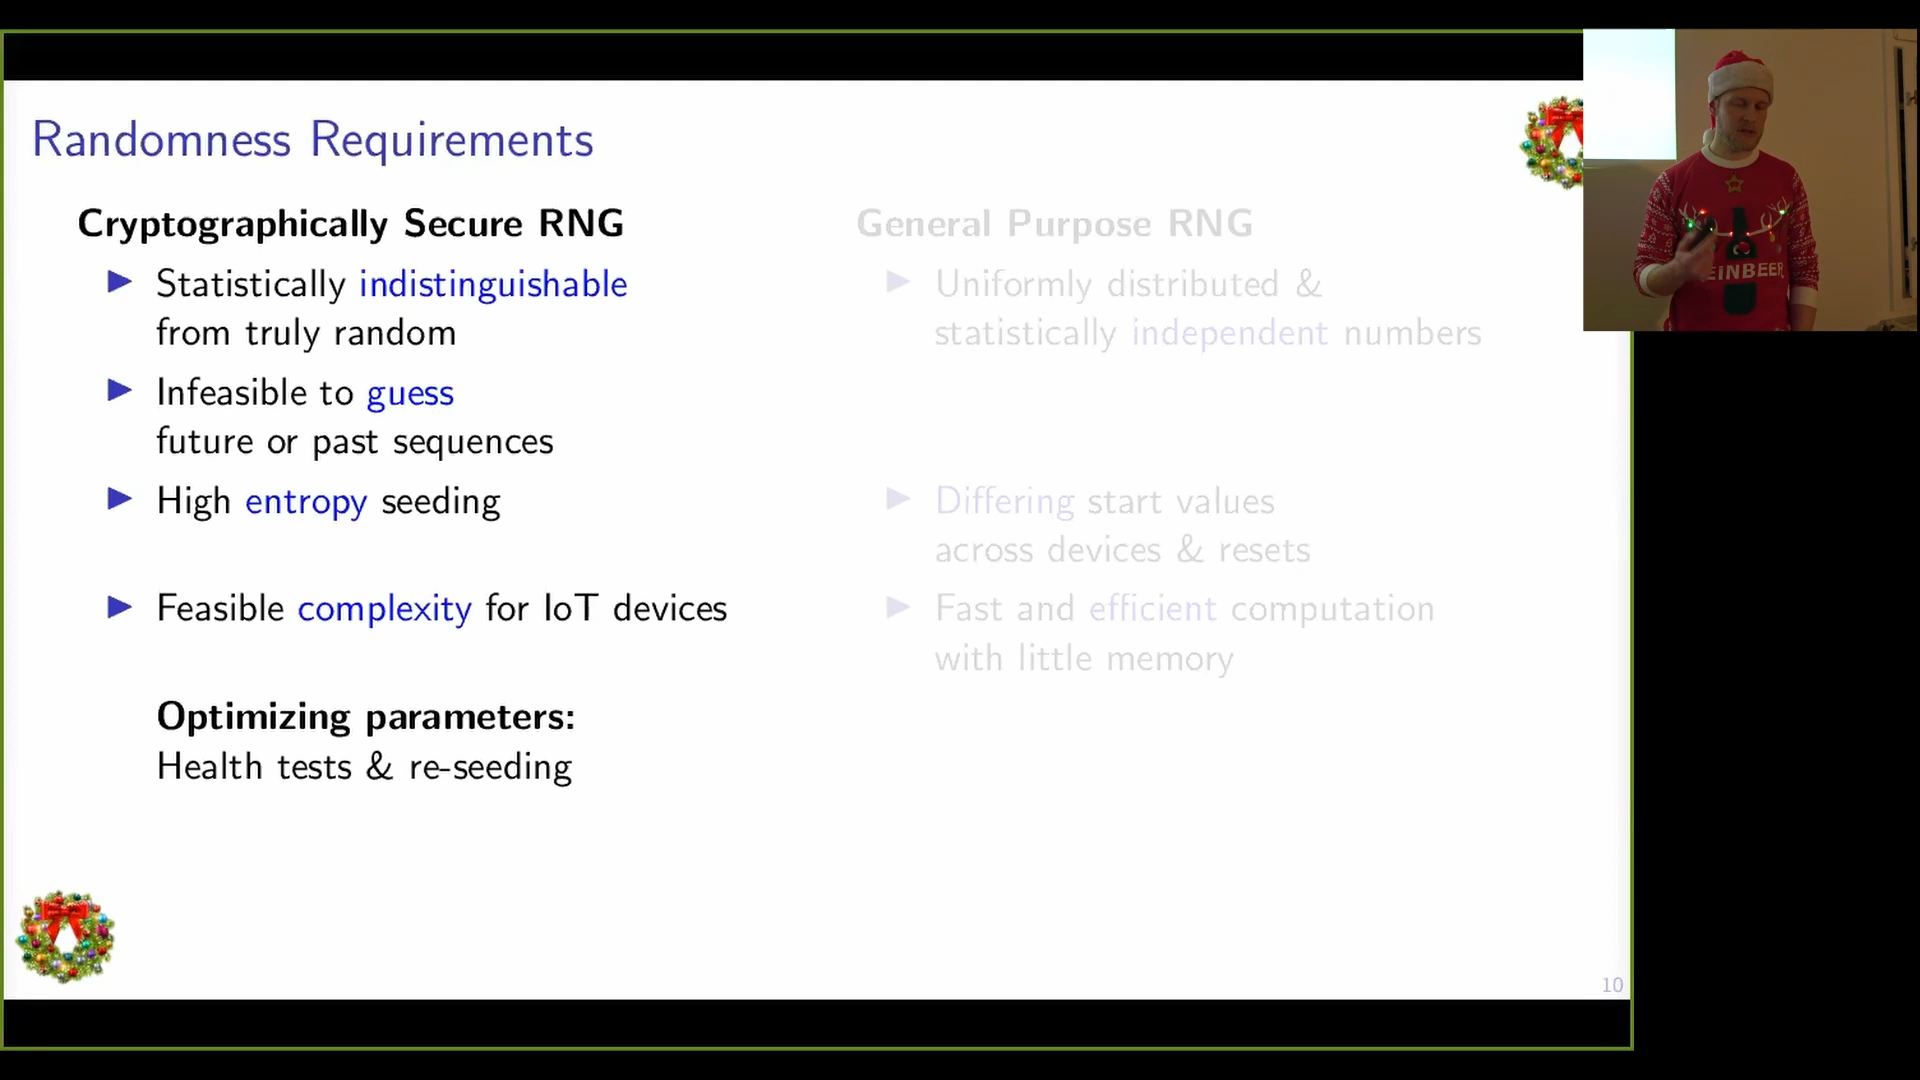 Randomness Requirements
Cryptographically Secure RNG
Statistically indistinguishable
from truly random
Infeasible to guess
future or past sequences
High entropy seeding
Feasible complexity for IoT devices
Optimizing parameters:
Health tests & re-seeding
General Purpose RNG
Uniformly distributed &
statistically independent numbers
Differing start values
across devices & resets
Fast and efficient computation
with little memory
10
EINBEER